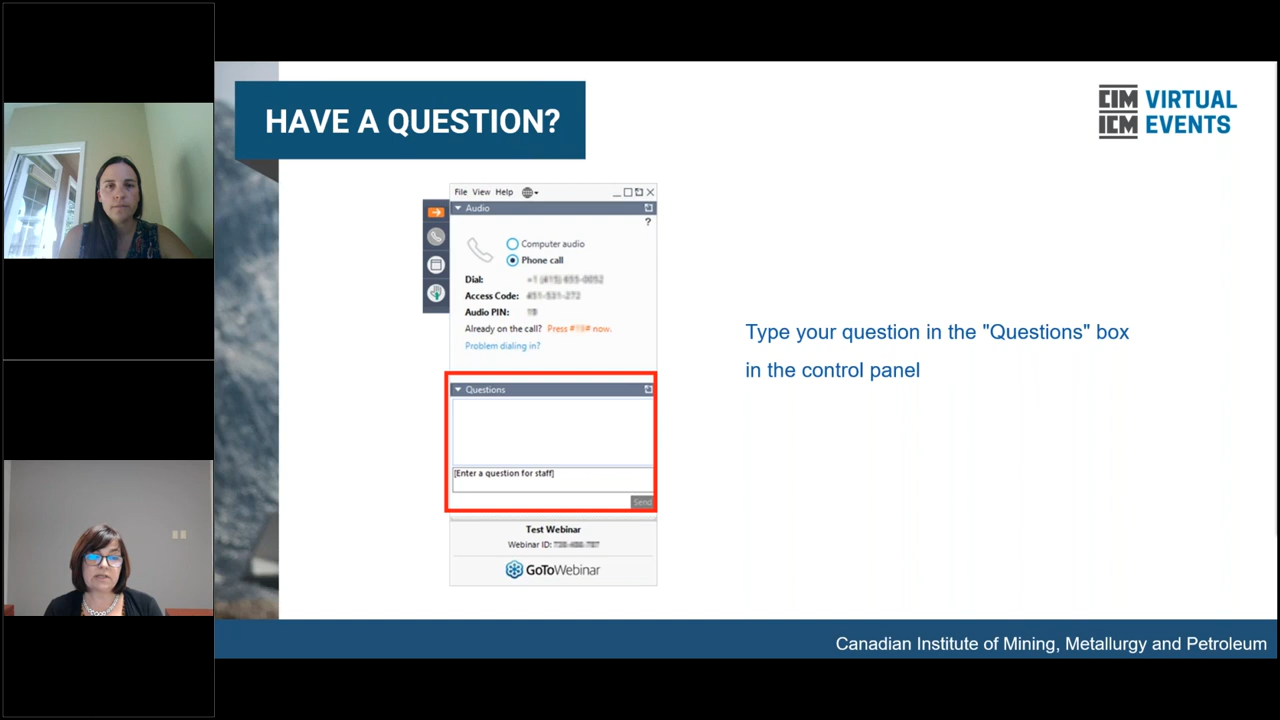 HAVE A QUESTION?
CIM VIRTUAL
ICM EVENTS
File View Help
Audio
?
Computer audio
Phone call
Dial:
Access Code:
Audio PIN:
Already on the call? Press # # now.
Problem dialing in?
Questions
[Enter a question for staff]
Send
Test Webinar
Webinar ID:
GoToWebinar
Type your question in the "Questions" box
in the control panel
Canadian Institute of Mining, Metallurgy and Petroleum